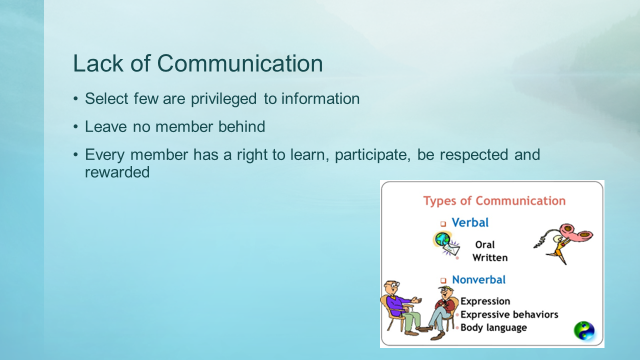 Lack of Communication
• Select few are privileged to information
• Leave no member behind
• Every member has a right to learn, participate, be respected and
rewarded
Types of Communication
Verbal
Oral
Written
Nonverbal
Expression
Expressive behaviors
Body language